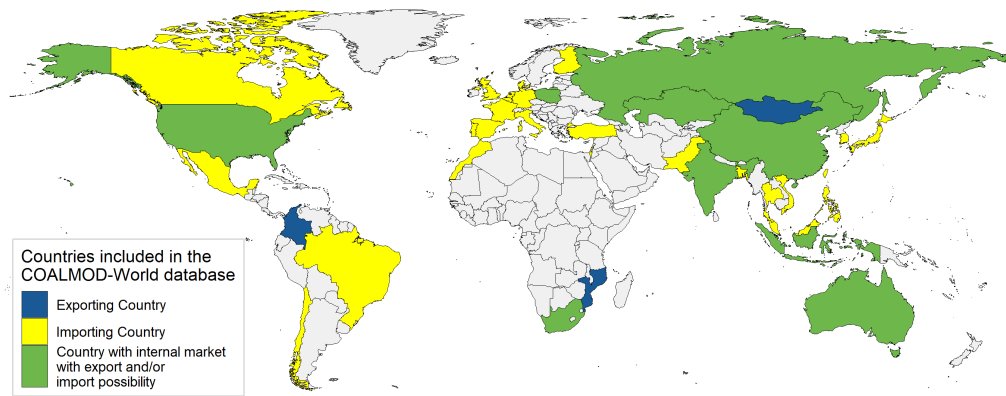 Countries included in the
COALMOD-World database
Exporting Country
Importing Country
Country with internal market
with export and/or
import possibility